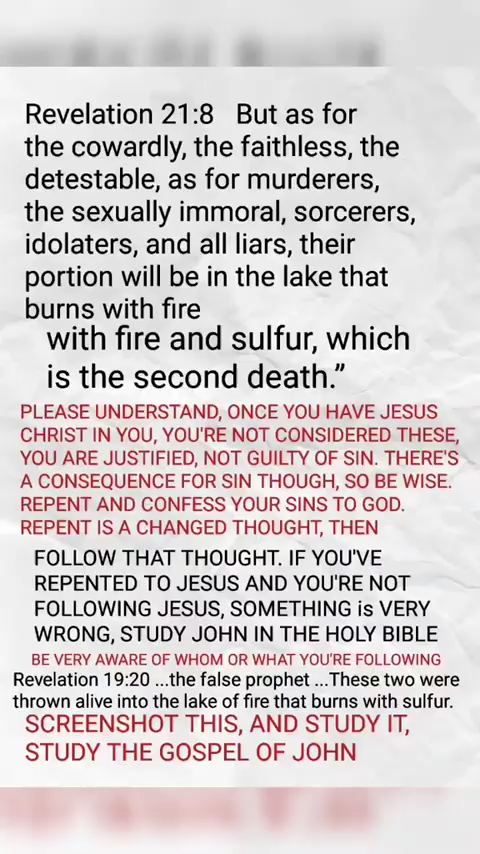 Revelation 21:8   But as for
the cowardly, the faithless, the
detestable, as for murderers,
the sexually immoral, sorcerers,
idolaters, and all liars, their
portion will be in the lake that
burns with fire
with fire and sulfur, which
is the second death.”
PLEASE UNDERSTAND, ONCE YOU HAVE JESUS
CHRIST IN YOU, YOU'RE NOT CONSIDERED THESE,
YOU ARE JUSTIFIED, NOT GUILTY OF SIN. THERE'S
A CONSEQUENCE FOR SIN THOUGH, SO BE WISE.
REPENT AND CONFESS YOUR SINS TO GOD.
REPENT IS A CHANGED THOUGHT, THEN
FOLLOW THAT THOUGHT. IF YOU'VE
REPENTED TO JESUS AND YOU'RE NOT
FOLLOWING JESUS, SOMETHING is VERY
WRONG, STUDY JOHN IN THE HOLY BIBLE
BE VERY AWARE OF WHOM OR WHAT YOU'RE FOLLOWING
Revelation 19:20 ...the false prophet ...These two were
thrown alive into the lake of fire that burns with sulfur.
SCREENSHOT THIS, AND STUDY IT,
STUDY THE GOSPEL OF JOHN